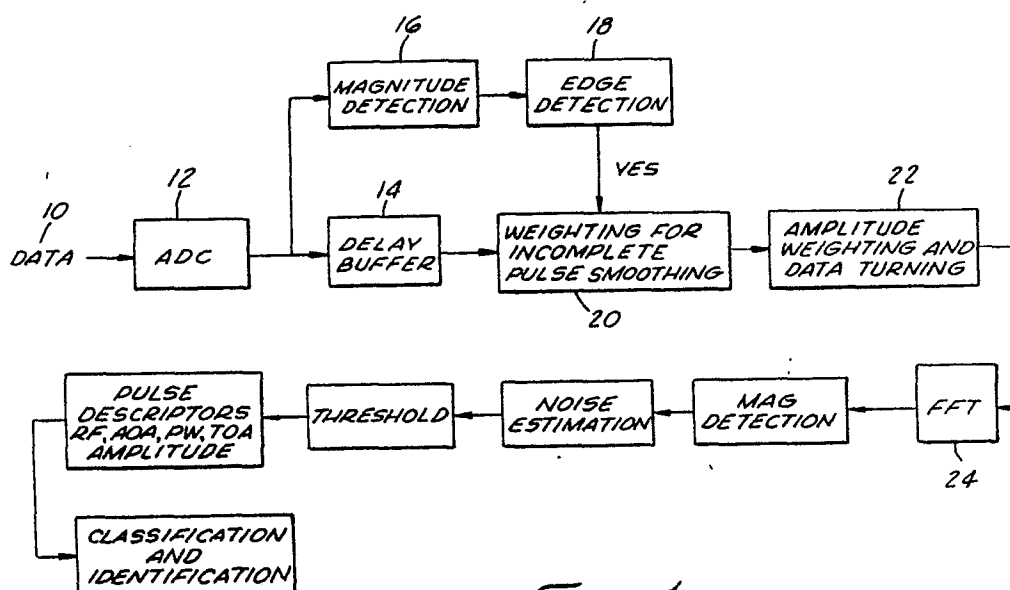 16
18
MAGNITUDE
DETECTION
EDGE
DETECTION
YES
10
DATA
12
ADC
14
DELAY
BUFFER
WEIGHTING FOR
INCOMPLETE
PULSE SMOOTHING
20
22
AMPLITUDE
WEIGHTING AND
DATA TURNING
PULSE
DESCRIPTORS
RF, AOA, PW, TOA
AMPLITUDE
THRESHOLD
NOISE
ESTIMATION
MAG
DETECTION
FFT
24
CLASSIFICATION
AND
IDENTIFICATION